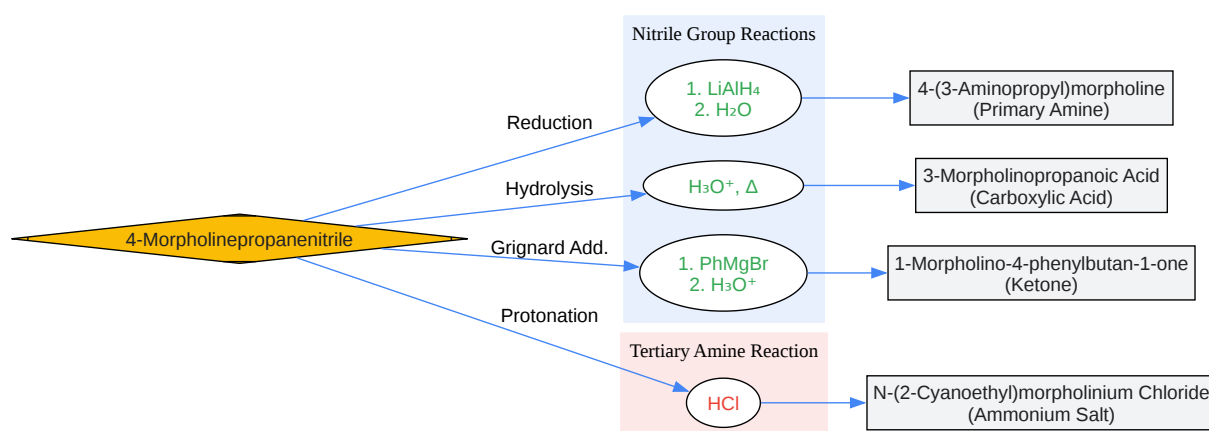 Nitrile Group Reactions
1. LiAlH₄
2. H₂O
4-(3-Aminopropyl)morpholine
(Primary Amine)
Reduction
Hydrolysis
H₃O⁺, Δ
3-Morpholinopropanoic Acid
(Carboxylic Acid)
4-Morpholinepropanenitrile
Grignard Add.
1. PhMgBr
2. H₃O⁺
1-Morpholino-4-phenylbutan-1-one
(Ketone)
Protonation
Tertiary Amine Reaction
HCl
N-(2-Cyanoethyl)morpholinium Chloride
(Ammonium Salt)